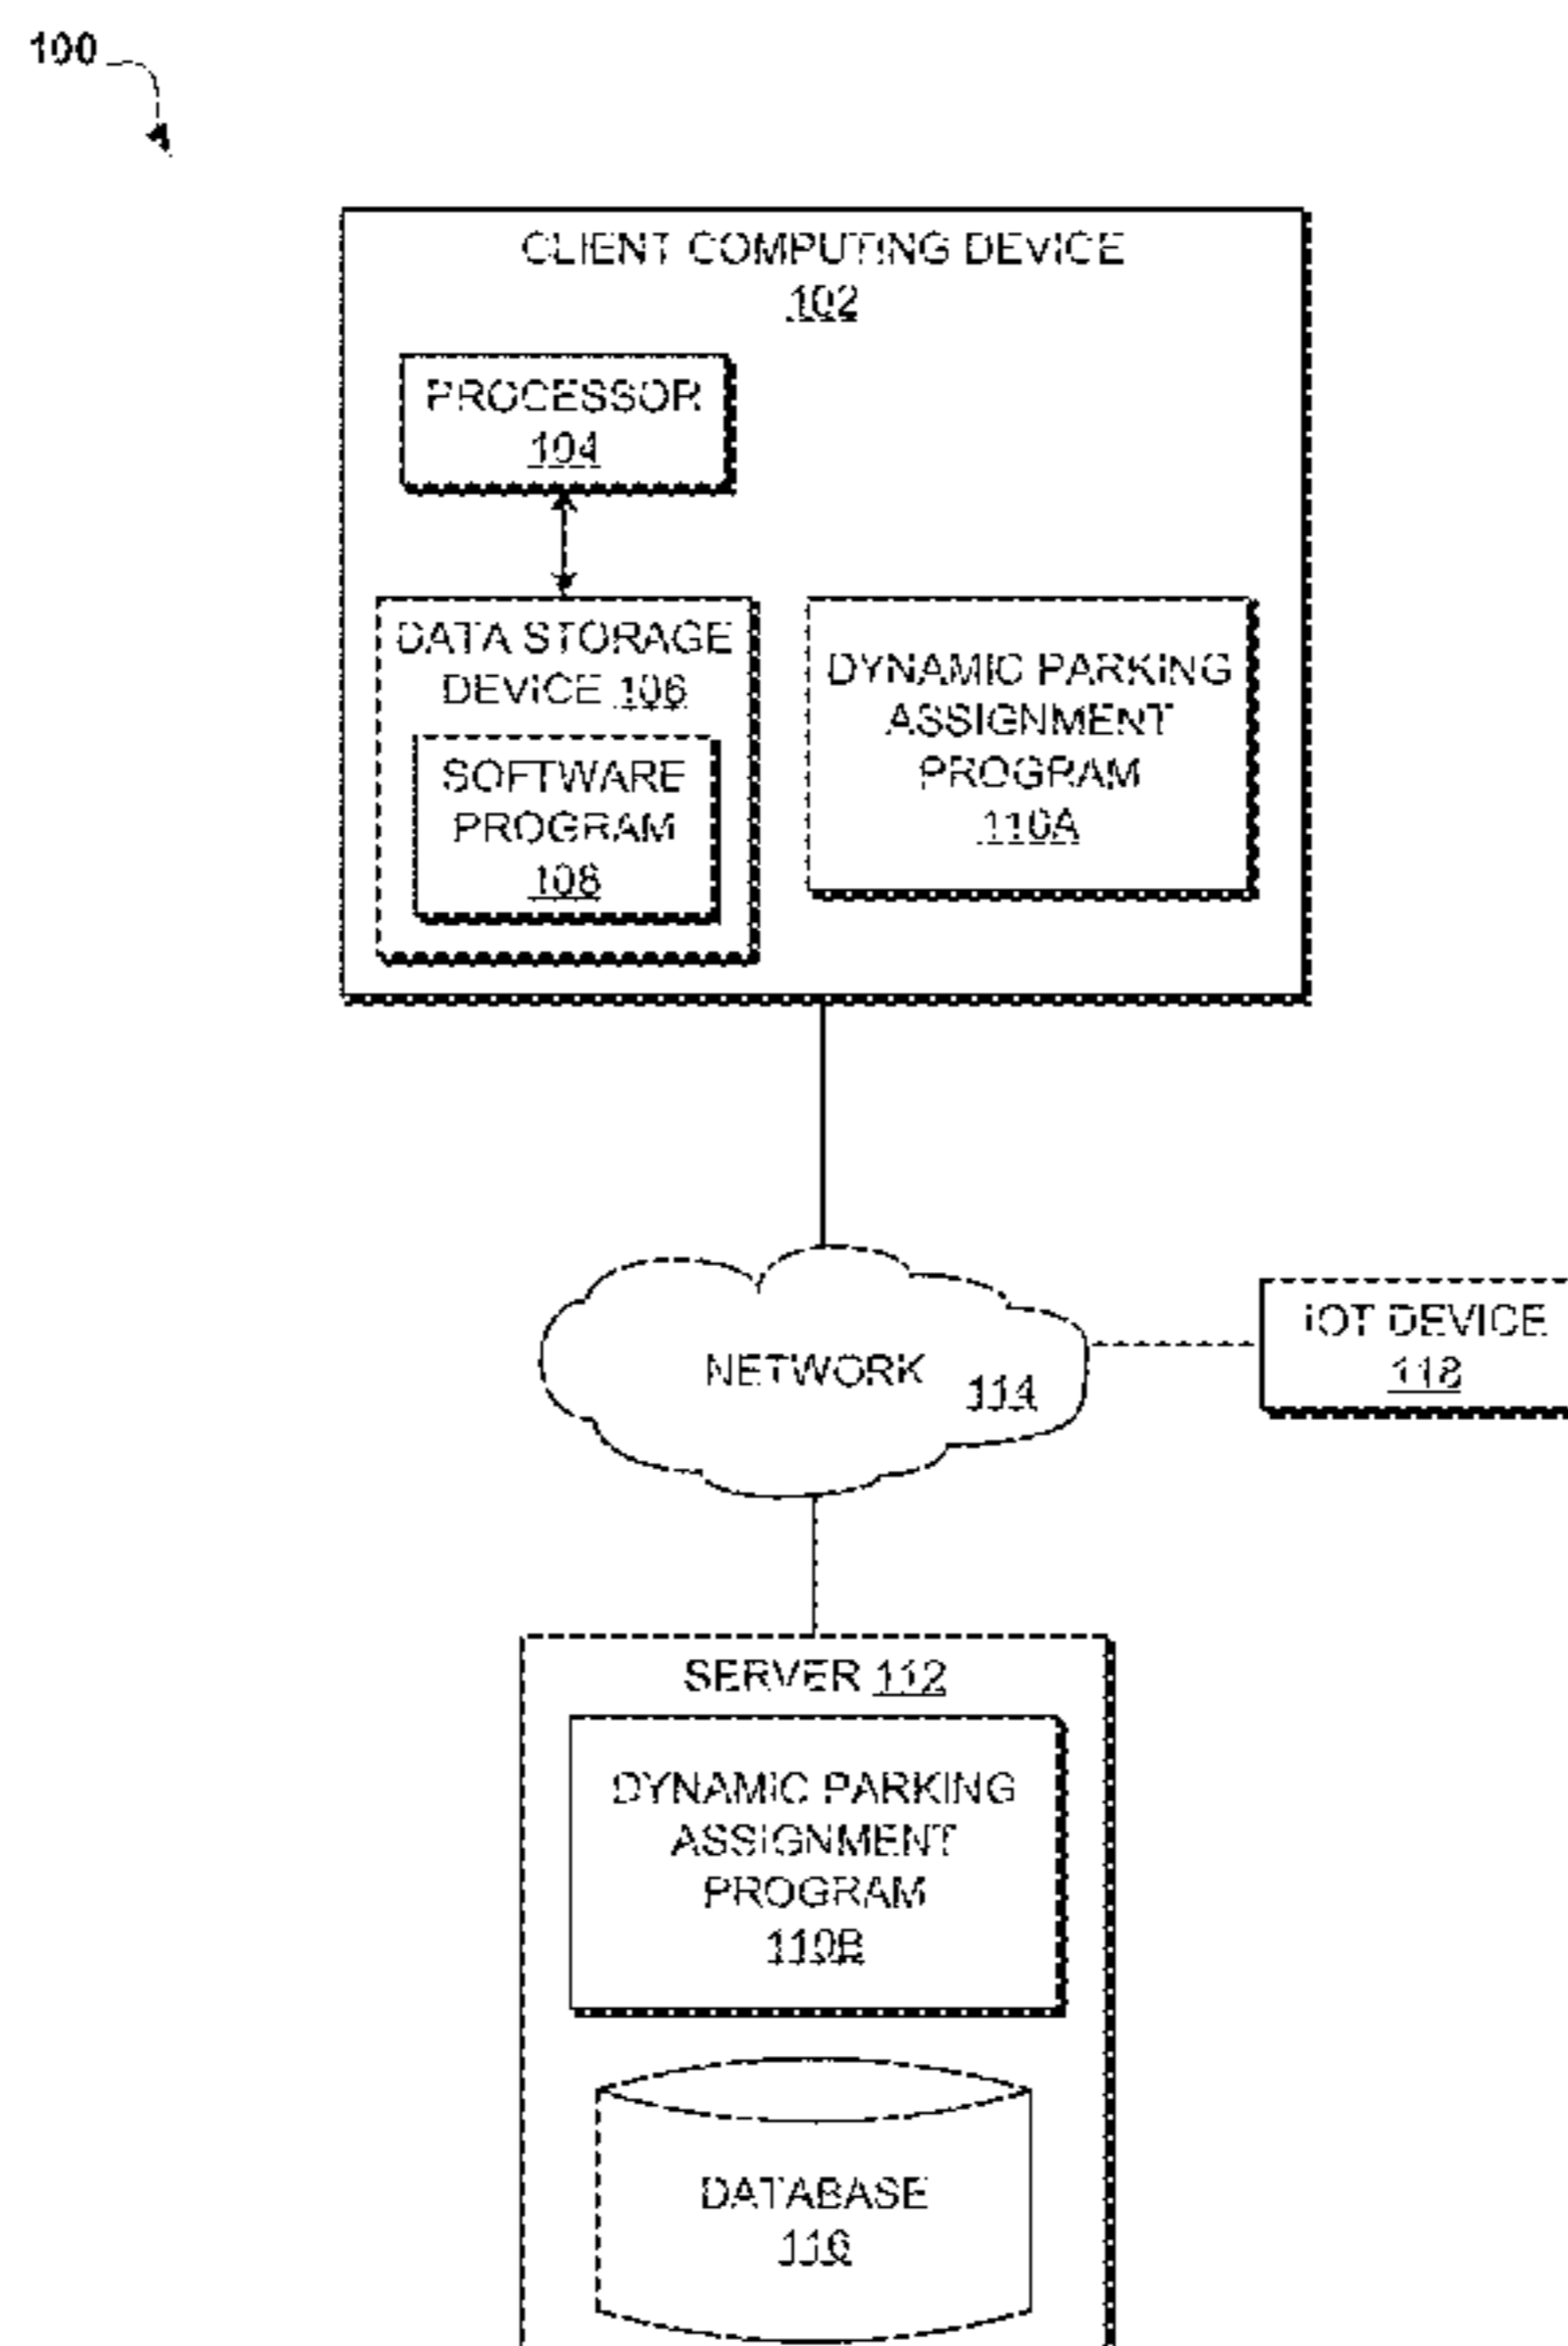 100
CLIENT COMPUTING DEVICE
102
PROCESSOR
104
DATA STORAGE
DEVICE 106
SOFTWARE
PROGRAM
108
DYNAMIC PARKING
ASSIGNMENT
PROGRAM
110A
NETWORK 114
IOT DEVICE
118
SERVER 112
DYNAMIC PARKING
ASSIGNMENT
PROGRAM
110B
DATABASE
116